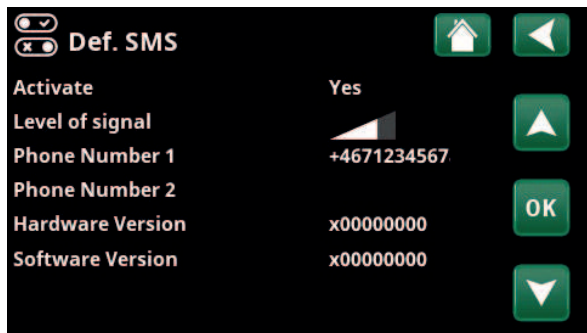 Def. SMS
Activate Yes
Level of signal
Phone Number 1 +4671234567
Phone Number 2
OK
Hardware Version x00000000
Software Version x00000000